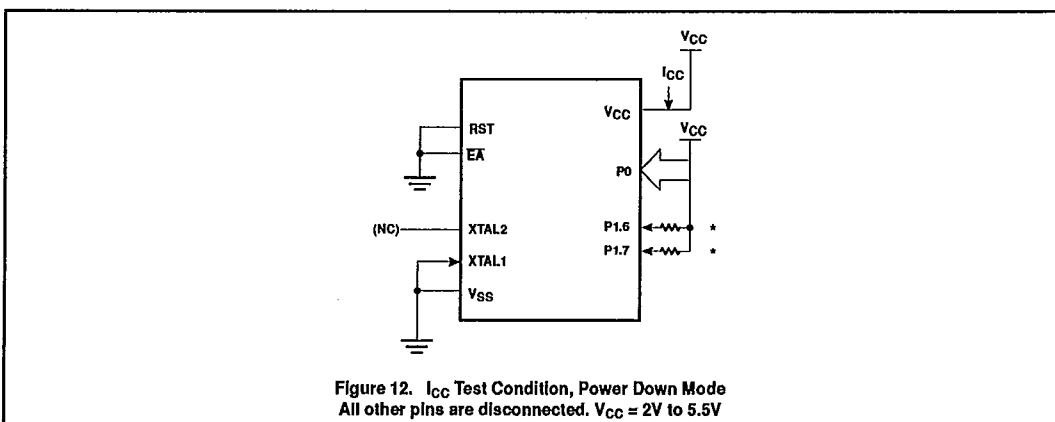 VCC
ICC
VCC
VCC
RST
EA
P0
(NC)
XTAL2
P1.6
*
XTAL1
P1.7
*
VSS
Figure 12. ICC Test Condition, Power Down Mode
All other pins are disconnected. VCC = 2V to 5.5V